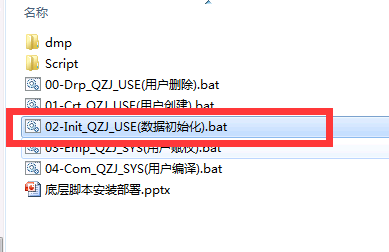 名称
dmp
Script
00-Drp_QZJ_USE(用户删除).bat
01-Crt_QZJ_USE(用户创建).bat
02-Init_QZJ_USE(数据初始化).bat
03-Emp_QZJ_SYS(用户赋权).bat
04-Com_QZJ_SYS(用户编译).bat
底层脚本安装部署.pptx